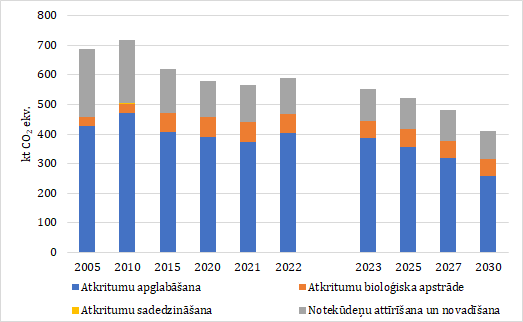 800
700
600
500
400
300
200
100
0
kt CO₂ ekv.
2005 2010 2015 2020 2021 2022 2023 2025 2027 2030
Atkritumu apglabāšana Atkritumu bioloģiska apstrāde
Atkritumu sadedzināšana Notekūdeņu attīrīšana un novadīšana